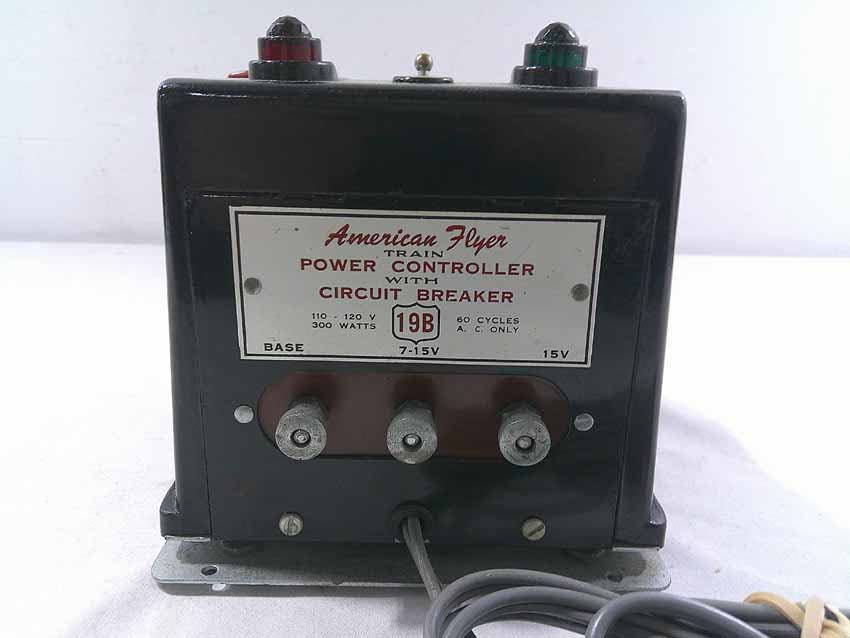 American Flyer
TRAIN
POWER CONTROLLER
WITH
CIRCUIT BREAKER
110 - 120 V
300 WATTS
19B
60 CYCLES
A. C. ONLY
BASE
7-15V
15V